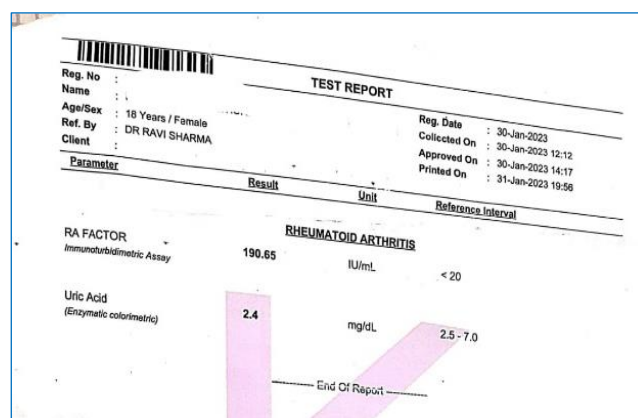 TEST REPORT
Reg. No :
Name :
Age/Sex : 18 Years / Famale
Ref. By : DR RAVI SHARMA
Client :
Reg. Date : 30-Jan-2023
Collected On : 30-Jan-2023 12:12
Approved On : 30-Jan-2023 14:17
Printed On : 31-Jan-2023 19:56
Parameter Result Unit Reference Interval
RHEUMATOID ARTHRITIS
RA FACTOR 190.65 IU/mL < 20
Immunoturbidimetric Assay
Uric Acid 2.4 mg/dL 2.5 - 7.0
(Enzymatic colorimetric)
End Of Report